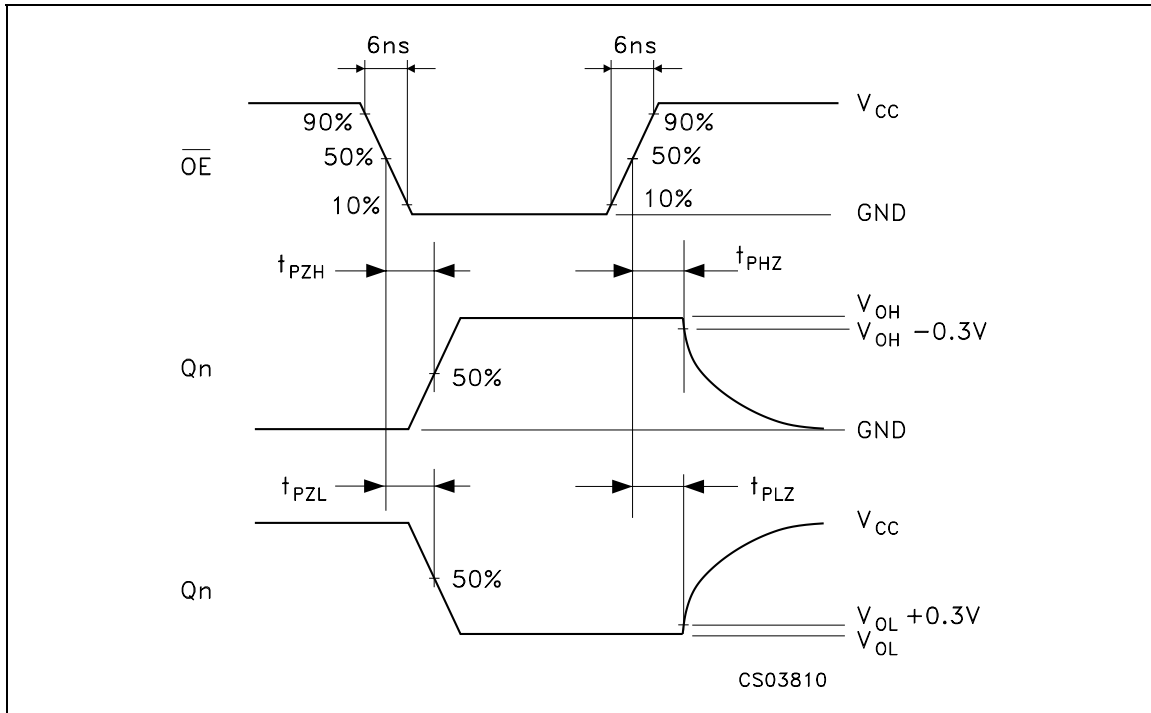 6ns 6ns
V_CC
90% 90%
O̅E̅ 50% 50%
10% 10%
GND
t_PZH t_PHZ
V_OH
V_OH -0.3V
Qn 50%
GND
t_PZL t_PLZ
V_CC
Qn 50%
V_OL +0.3V
V_OL
CS03810